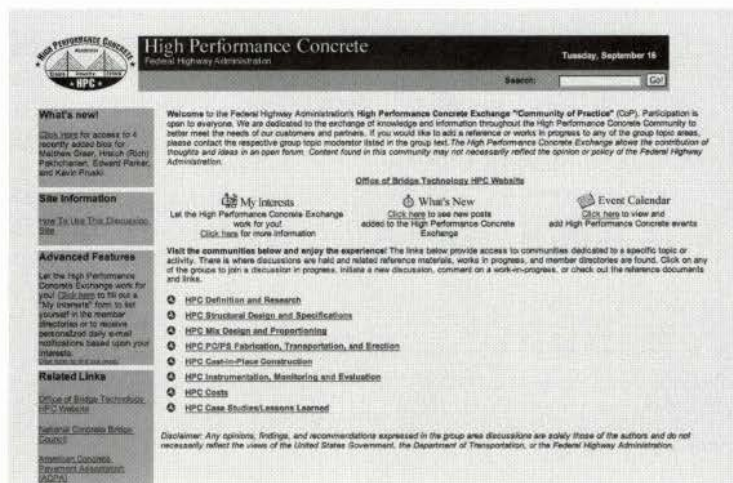 HIGH PERFORMANCE CONCRETE
HPC
High Performance Concrete
Federal Highway Administration
Tuesday, September 16
Search:
Go!
What's new!
Click Here for access to 4
recently added bios for
Matthew Greer,
Pakhchanian, Edward Parker,
and Kevin Pruski.
Site Information
How To Use This Discussion
Site
Advanced Features
Let the High Performance
Concrete Exchange work for
you! Click here to fill out a
"My Interests" form to list
yourself in the member
directories or to receive
personalized daily e-mail
notifications based upon your
interests.
Related Links
Office of Bridge Technology
HPC Website
National Concrete Bridge
Council
American Concrete
Pavement Association
(ACPA)
Welcome to the Federal Highway Administration's High Performance Concrete Exchange "Community of Practice" (CoP). Participation is
open to everyone. We are dedicated to the exchange of knowledge and information throughout the High Performance Concrete Community to
better meet the needs of our customers and partners. If you would like to add a reference or works in progress to any of the group topic areas,
please contact the respective group topic moderator listed in the group text. The High Performance Concrete Exchange allows the contribution of
thoughts and ideas in an open forum. Content found in this community may not necessarily reflect the opinion or policy of the Federal Highway
Administration.
Office of Bridge Technology HPC Website
My Interests
Let the High Performance Concrete Exchange
work for you!
Click here for more information
What's New
Click here to see new posts
added to the High Performance Concrete
Exchange
Event Calendar
Click here to view and
add High Performance Concrete events
Visit the communities below and enjoy the experience! The links below provide access to communities dedicated to a specific topic or
activity. There is where discussions are held and related reference materials, works in progress, and member directories are found. Click on any
of the groups to join a discussion in progress, initiate a new discussion, comment on a work-in-progress, or check out the reference documents
and links.
HPC Definition and Research
HPC Structural Design and Specifications
HPC Mix Design and Proportioning
HPC PC/PS Fabrication, Transportation, and Erection
HPC Cast-in-Place Construction
HPC Instrumentation, Monitoring and Evaluation
HPC Costs
HPC Case Studies/Lessons Learned
Disclaimer: Any opinions, findings, and recommendations expressed in the group area discussions are solely those of the authors and do not
necessarily reflect the views of the United States Government, the Department of Transportation, or the Federal Highway Administration.